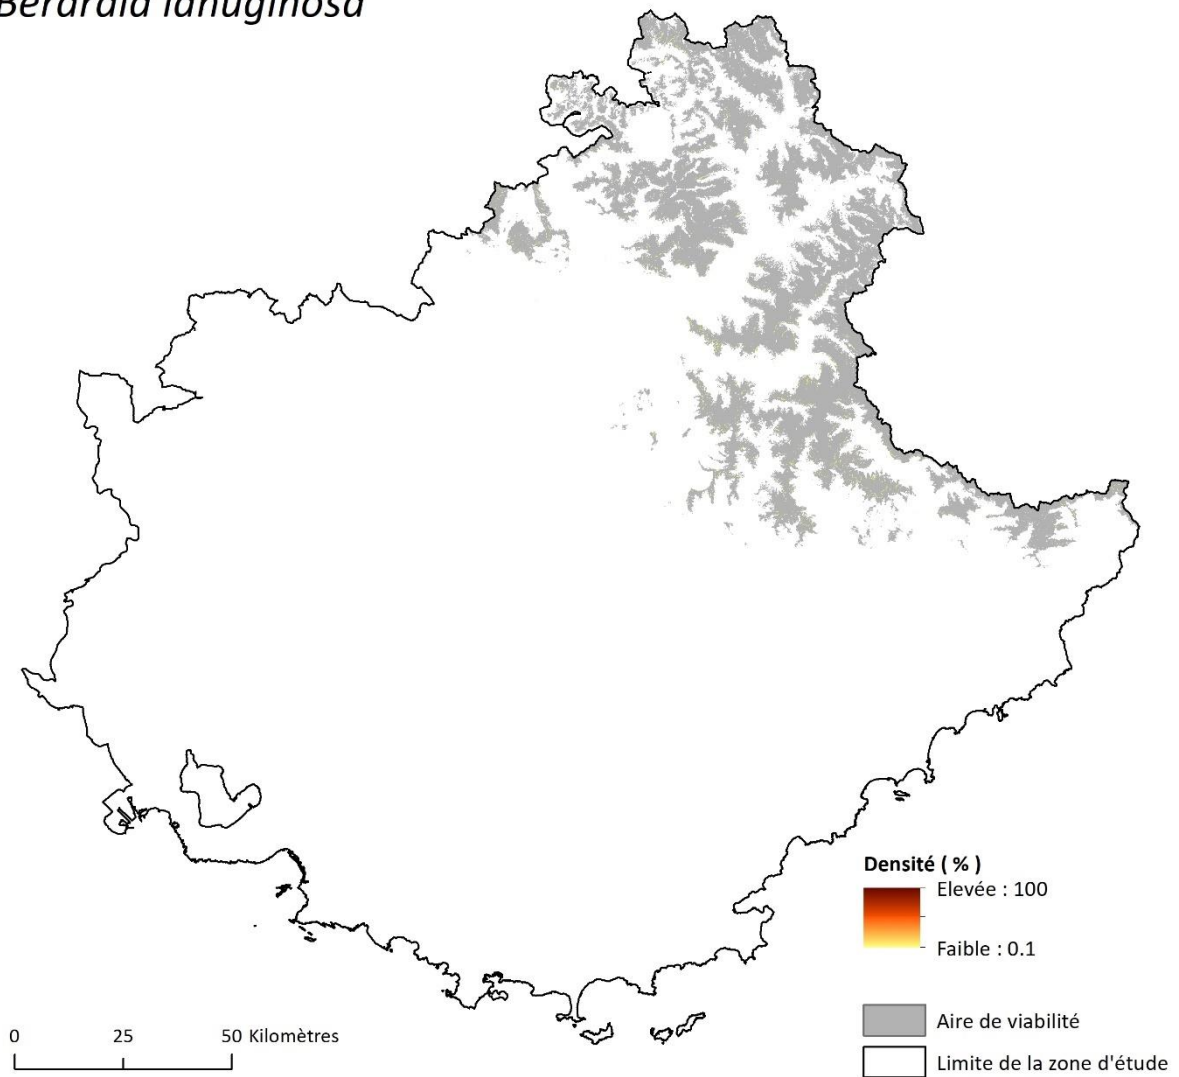 Berardia lanuginosa
Densité ( % )
Elevée : 100
Faible : 0.1
Aire de viabilité
Limite de la zone d'étude
0 25 50 Kilomètres